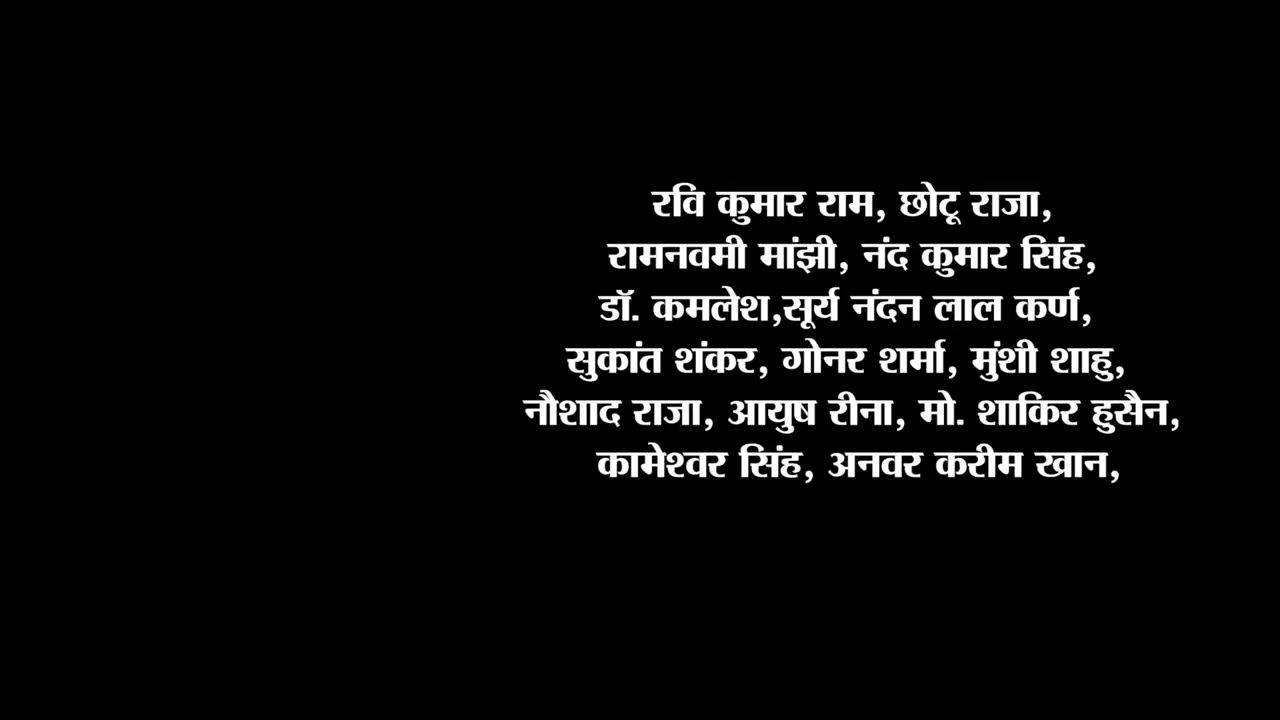 रवि कुमार राम, छोटू राजा,
रामनवमी मांझी, नंद कुमार सिंह,
डॉ. कमलेश,सूर्य नंदन लाल कर्ण,
सुकांत शंकर, गोनर शर्मा, मुंशी शाहु,
नौशाद राजा, आयुष रीना, मो. शाकिर हुसैन,
कामेश्वर सिंह, अनवर करीम खान,